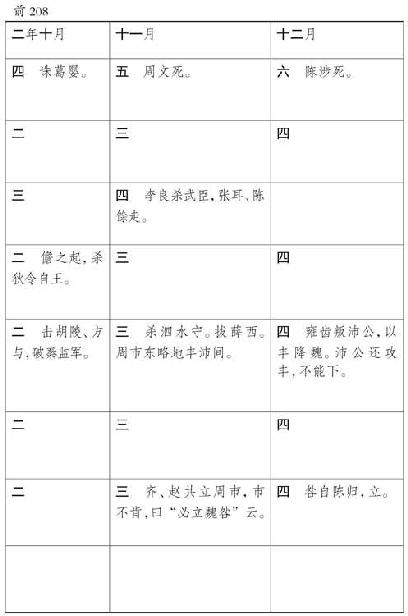 前 208
二年十月 十一月 十二月
四 诛葛婴。 五 周文死。 六 陈涉死。
二 三 四
三 四 李良杀武臣,张耳、陈
馀走。
二 儋之起,杀 三 四
狄令自王。
二 击胡陵、方 三 杀泗水守。拔薛西。 四 雍齿叛沛公,以
与,破秦监军。 周市东略地丰沛间。 丰降魏。沛公还攻
丰,不能下。
二 三 四
二 三 齐、赵共立周市,市 四 咎自陈归,立。
不肯,曰“必立魏咎”云。